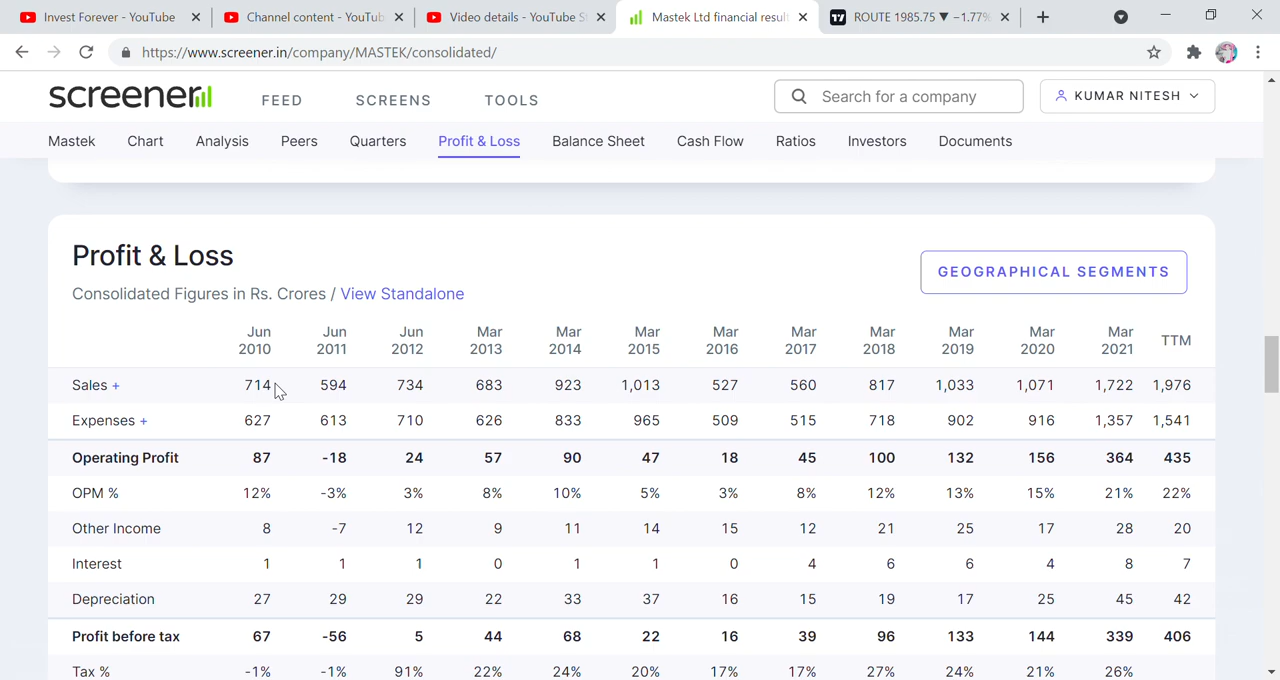 Invest Forever - YouTube
Channel content - YouTub
Video details - YouTube S
Mastek Ltd financial result
ROUTE 1985.75 ▼ −1.77%
https://www.screener.in/company/MASTEK/consolidated/
screener
FEED SCREENS TOOLS
Search for a company
KUMAR NITESH
Mastek Chart Analysis Peers Quarters Profit & Loss Balance Sheet Cash Flow Ratios Investors Documents
Profit & Loss
GEOGRAPHICAL SEGMENTS
Consolidated Figures in Rs. Crores / View Standalone
Jun 2010 Jun 2011 Jun 2012 Mar 2013 Mar 2014 Mar 2015 Mar 2016 Mar 2017 Mar 2018 Mar 2019 Mar 2020 Mar 2021 TTM
Sales + 714 594 734 683 923 1,013 527 560 817 1,033 1,071 1,722 1,976
Expenses + 627 613 710 626 833 965 509 515 718 902 916 1,357 1,541
Operating Profit 87 -18 24 57 90 47 18 45 100 132 156 364 435
OPM % 12% -3% 3% 8% 10% 5% 3% 8% 12% 13% 15% 21% 22%
Other Income 8 -7 12 9 11 14 15 12 21 25 17 28 20
Interest 1 1 1 0 1 1 0 4 6 6 4 8 7
Depreciation 27 29 29 22 33 37 16 15 19 17 25 45 42
Profit before tax 67 -56 5 44 68 22 16 39 96 133 144 339 406
Tax % -1% -1% 91% 22% 24% 20% 17% 17% 27% 24% 21% 26%